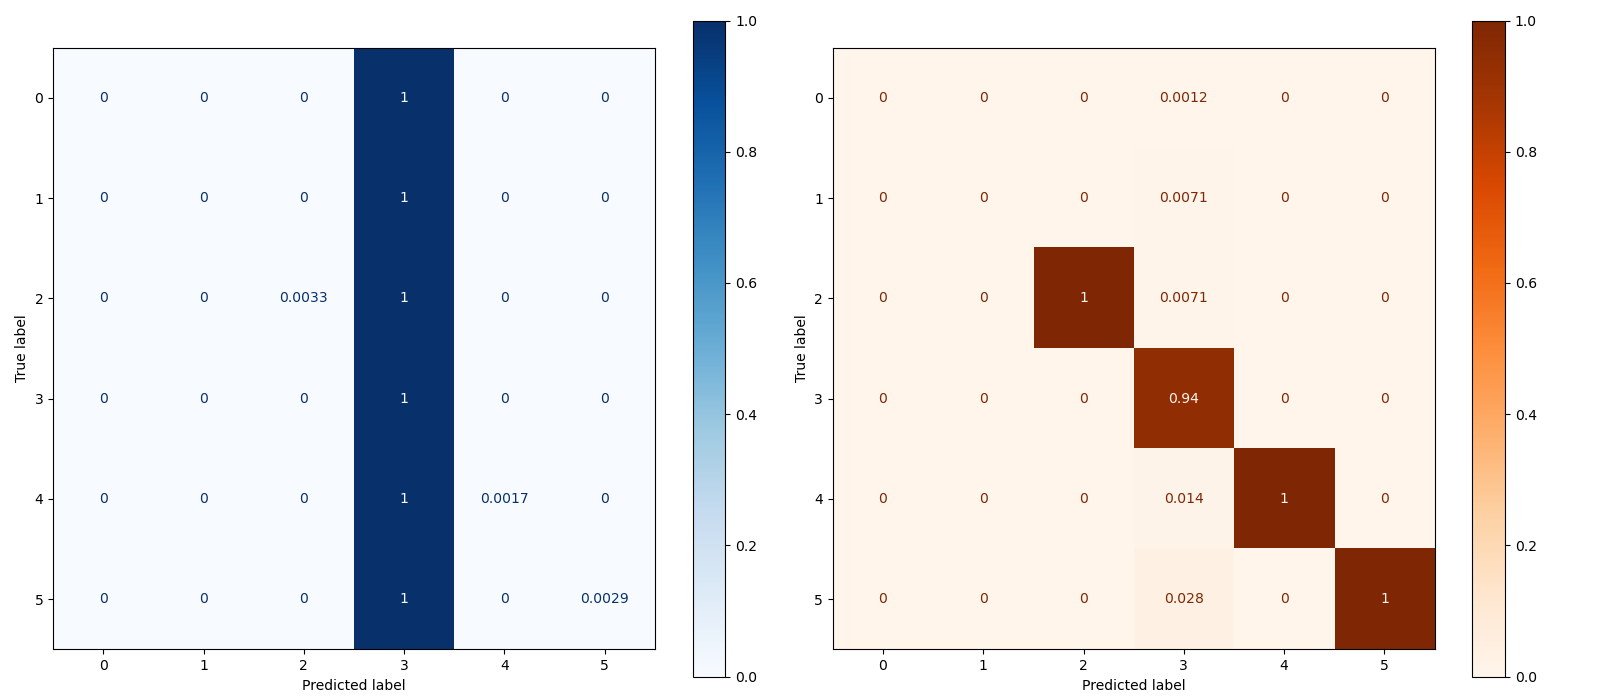 1.0
0.8
0.6
0.4
0.2
0.0
True label
0 0 0 0 1 0 0
1 0 0 0 1 0 0
2 0 0 0.0033 1 0 0
3 0 0 0 1 0 0
4 0 0 0 1 0.0017 0
5 0 0 0 1 0 0.0029
0 1 2 3 4 5
Predicted label
1.0
0.8
0.6
0.4
0.2
0.0
True label
0 0 0 0 0.0012 0 0
1 0 0 0 0.0071 0 0
2 0 0 1 0.0071 0 0
3 0 0 0 0.94 0 0
4 0 0 0 0.014 1 0
5 0 0 0 0.028 0 1
0 1 2 3 4 5
Predicted label